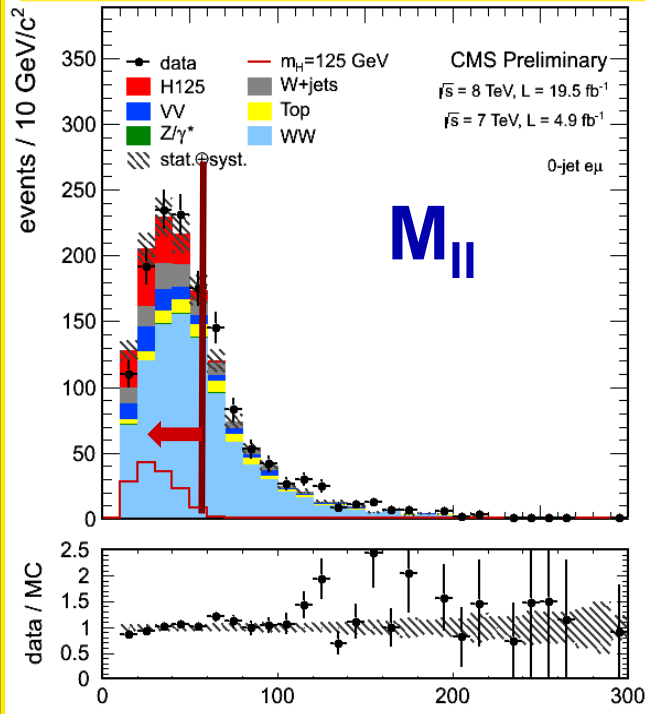 events / 10 GeV/c²
350
300
250
200
150
100
50
0
data
H125
VV
Z/γ*
stat.⊕syst.
m_H=125 GeV
W+jets
Top
WW
CMS Preliminary
√s = 8 TeV, L = 19.5 fb⁻¹
√s = 7 TeV, L = 4.9 fb⁻¹
0-jet eμ
M_ll
data / MC
2.5
2
1.5
1
0.5
0
0 100 200 300